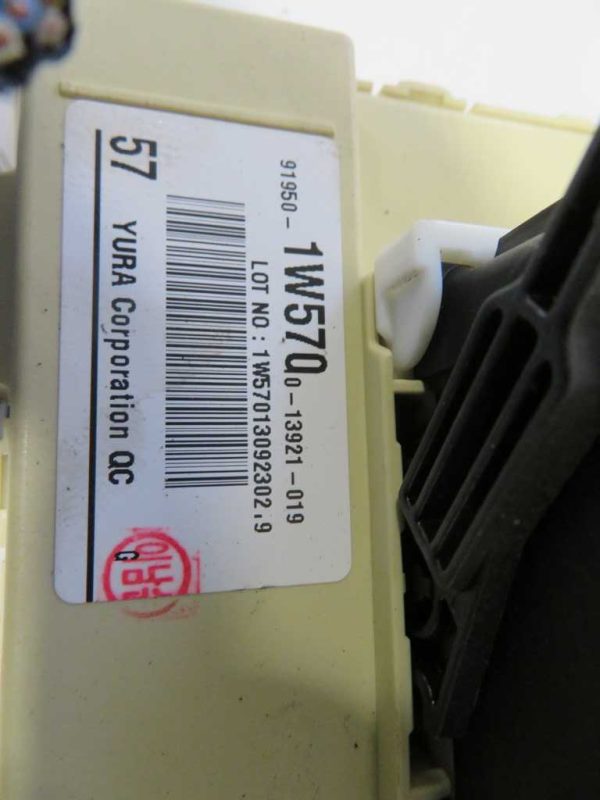 91950-1W570 0-13921-019
LOT NO:1W57013092302,9
57 YURA Corporation QC